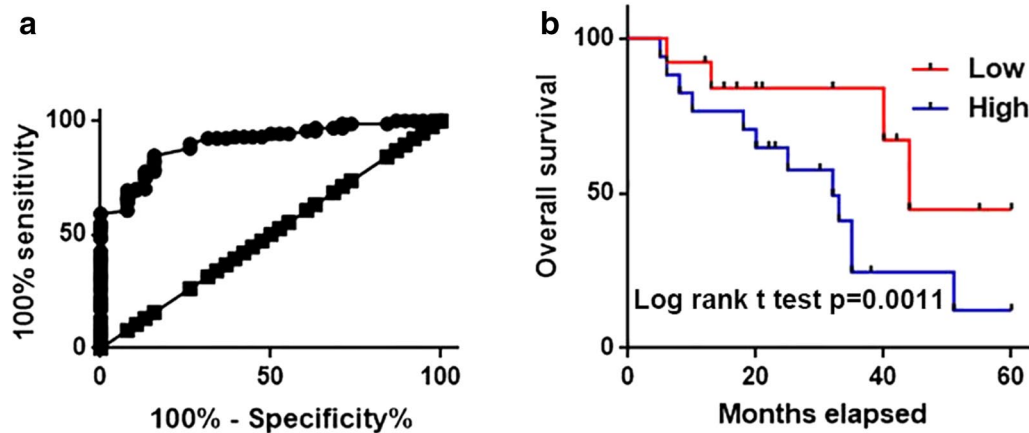 a
100% sensitivity
100
50
0
0
50
100
100% - Specificity%
b
Overall survival
100
50
0
Low
High
Log rank t test p=0.0011
0
20
40
60
Months elapsed